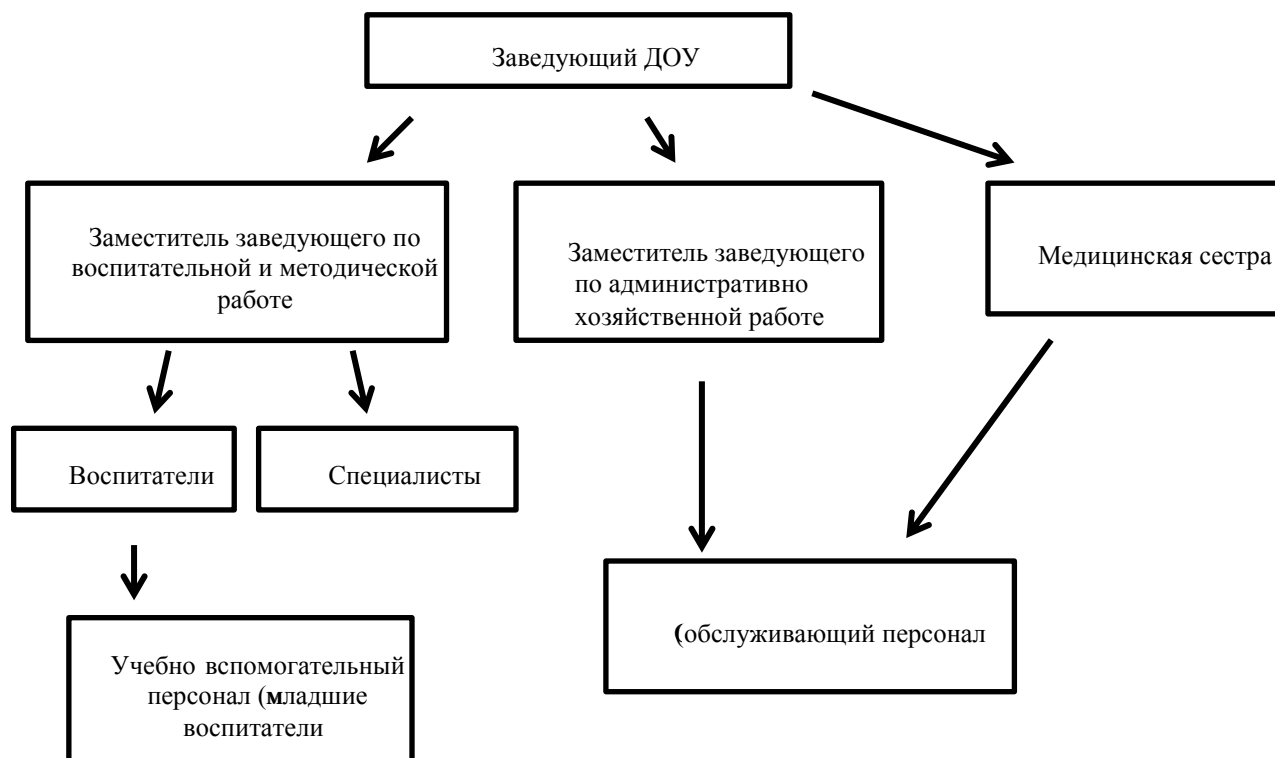 Заведующий ДОУ
Заместитель заведующего по
воспитательной и методической
работе
Заместитель заведующего
по административно
хозяйственной работе
Медицинская сестра
Воспитатели
Специалисты
(обслуживающий персонал
Учебно вспомогательный
персонал (младшие
воспитатели